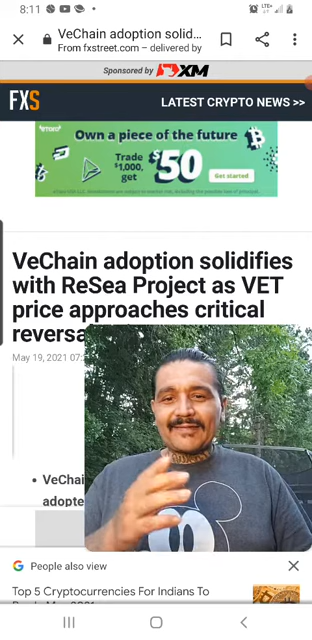 8:11
VeChain adoption solid...
From fxstreet.com – delivered by
Sponsored by XM
FXS
LATEST CRYPTO NEWS >>
Own a piece of the future
Trade $1,000, get $50
Get started
VeChain adoption solidifies
with ReSea Project as VET
price approaches critical
reversa
May 19, 2021 07:
VeChai
adopte
People also view
Top 5 Cryptocurrencies For Indians To